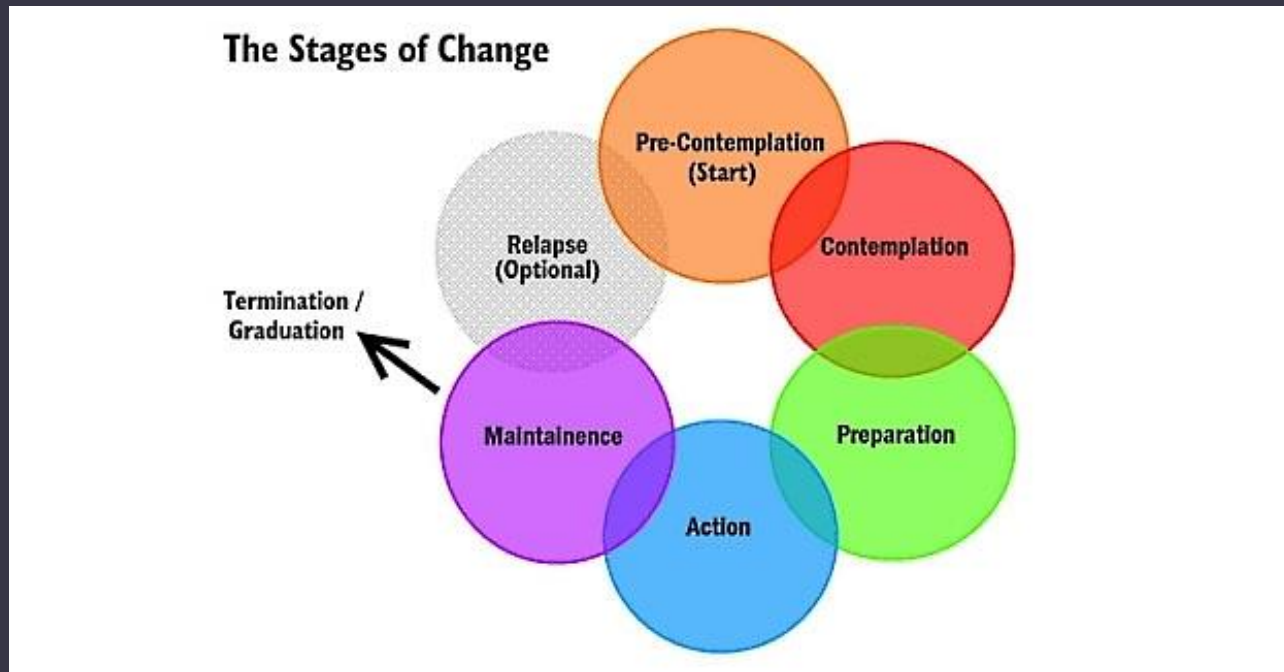 The Stages of Change
Pre-Contemplation
(Start)
Contemplation
Preparation
Action
Maintainence
Relapse
(Optional)
Termination /
Graduation